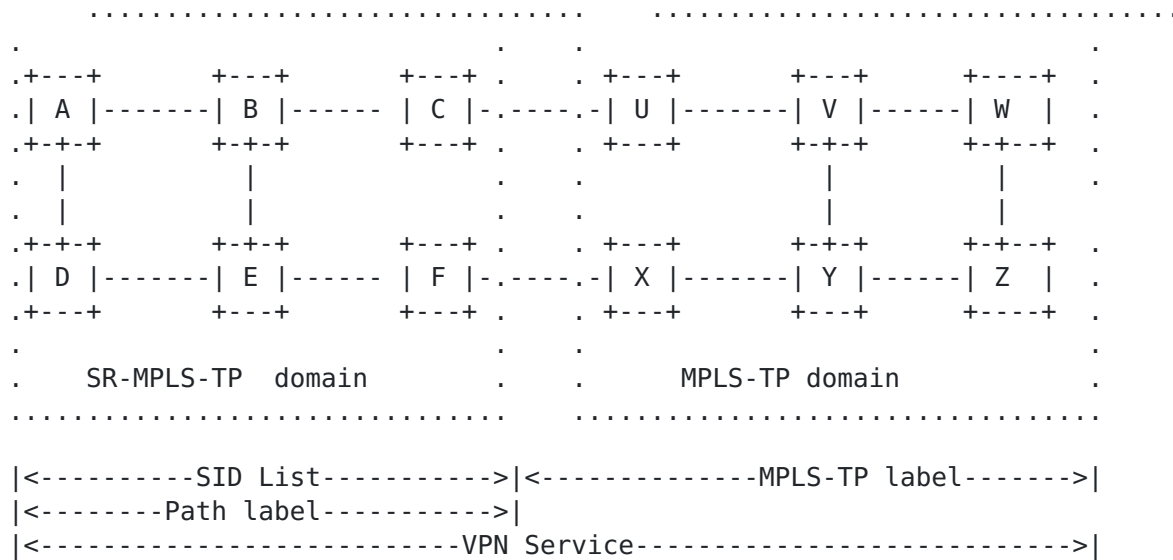 ...............................    ..................................
.                                .    .                                  .
.+---+        +---+       +---+ .    . +---+       +---+      +----+  .
.| A |-------| B |------ | C |-.----.-| U |-------| V |------| W  |  .
.+-+-+        +-+-+       +---+ .    . +---+       +-+-+      +-+--+  .
.  |            |               .    .               |          |     .
.  |            |               .    .               |          |
.+-+-+        +-+-+       +---+ .    . +---+       +-+-+      +-+--+  .
.| D |-------| E |------ | F |-.----.-| X |-------| Y |------| Z  |  .
.+---+        +---+       +---+ .    . +---+       +---+      +----+  .
.                                .    .                                  .
.    SR-MPLS-TP  domain         .    .      MPLS-TP domain             .
.................................    ...................................
|<----------SID List----------->|<--------------MPLS-TP label------->|
|<--------Path label----------->|
|<----------------------------VPN Service---------------------------->|